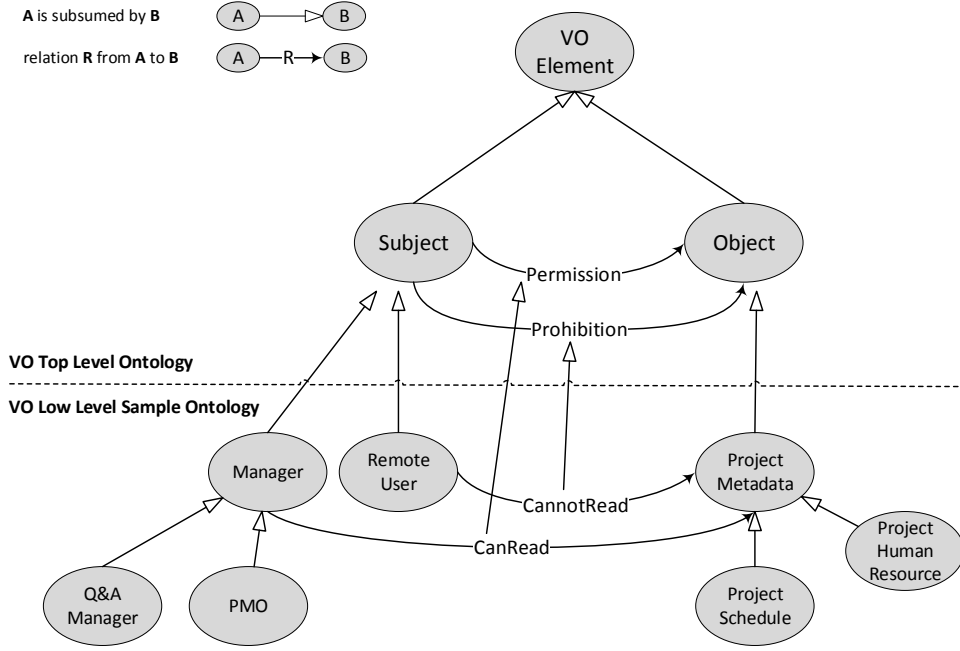 A is subsumed by B
A
B
relation R from A to B
A
R
B
VO
Element
Subject
Object
Permission
Prohibition
VO Top Level Ontology
VO Low Level Sample Ontology
Manager
Remote
User
Project
Metadata
CannotRead
CanRead
Project
Human
Resource
Q&A
Manager
PMO
Project
Schedule